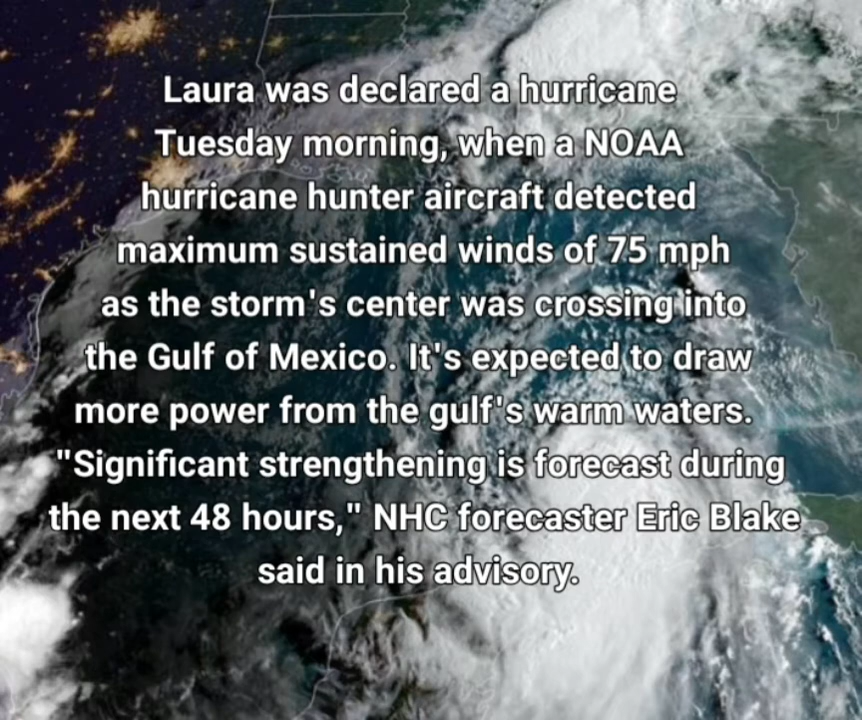 Laura was declared a hurricane
Tuesday morning, when a NOAA
hurricane hunter aircraft detected
maximum sustained winds of 75 mph
as the storm's center was crossing into
the Gulf of Mexico. It's expected to draw
more power from the gulf's warm waters.
"Significant strengthening is forecast during
the next 48 hours," NHC forecaster Eric Blake
said in his advisory.